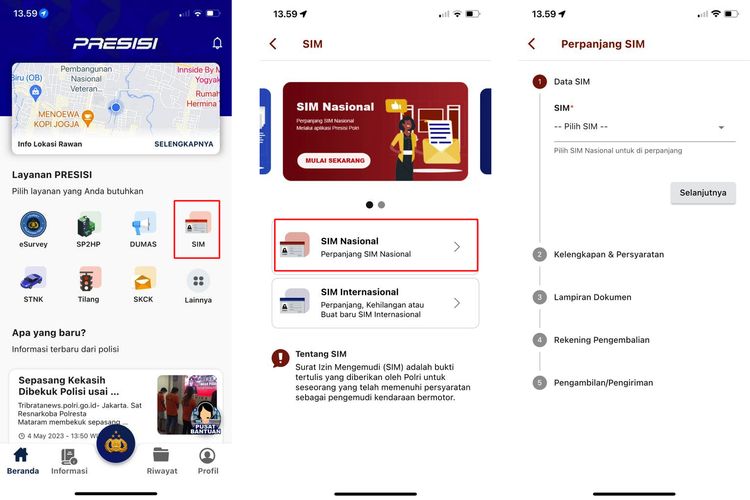 13.59
PRESISI
Pembangunan
Nasional
Veteran...
Innside By M
Yogyak
Biru (OB)
Rumah
Hermina
MENOEWA
KOPI JOGJA
Info Lokasi Rawan
SELENGKAPNYA
Layanan PRESISI
Pilih layanan yang Anda butuhkan
eSurvey
SP2HP
DUMAS
SIM
STNK
Tilang
SKCK
Lainnya
Apa yang baru?
Informasi terbaru dari polisi
Sepasang Kekasih
Dibekuk Polisi usai ...
Tribratanews.polri.go.id- Jakarta. Sat
Resnarkoba Polresta
Mataram membekuk sepasang ...
4 May 2023 - 13:50 WI
PUSAT
BANTUAN
Beranda
Informasi
Riwayat
Profil
13.59
SIM
SIM Nasional
Perpanjang SIM Nasional
Melalui aplikasi Presisi Polri
MULAI SEKARANG
SIM Nasional
Perpanjang SIM Nasional
SIM Internasional
Perpanjang, Kehilangan atau
Buat baru SIM Internasional
Tentang SIM
Surat Izin Mengemudi (SIM) adalah bukti
tertulis yang diberikan oleh Polri untuk
seseorang yang telah memenuhi persyaratan
sebagai pengemudi kendaraan bermotor.
13.59
Perpanjang SIM
1 Data SIM
SIM*
-- Pilih SIM --
Pilih SIM Nasional untuk di perpanjang
Selanjutnya
2 Kelengkapan & Persyaratan
3 Lampiran Dokumen
4 Rekening Pengembalian
5 Pengambilan/Pengiriman